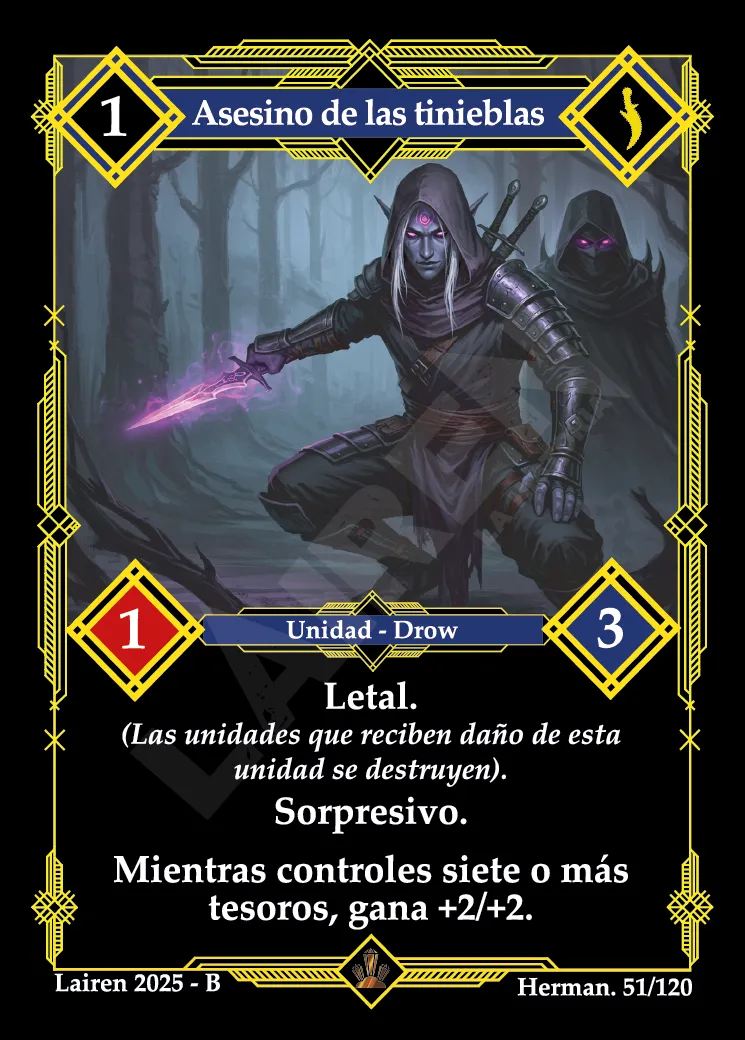 1
Asesino de las tinieblas
1
Unidad - Drow
3
Letal.
(Las unidades que reciben daño de esta
unidad se destruyen).
Sorpresivo.
Mientras controles siete o más
tesoros, gana +2/+2.
Lairen 2025 - B
Herman. 51/120